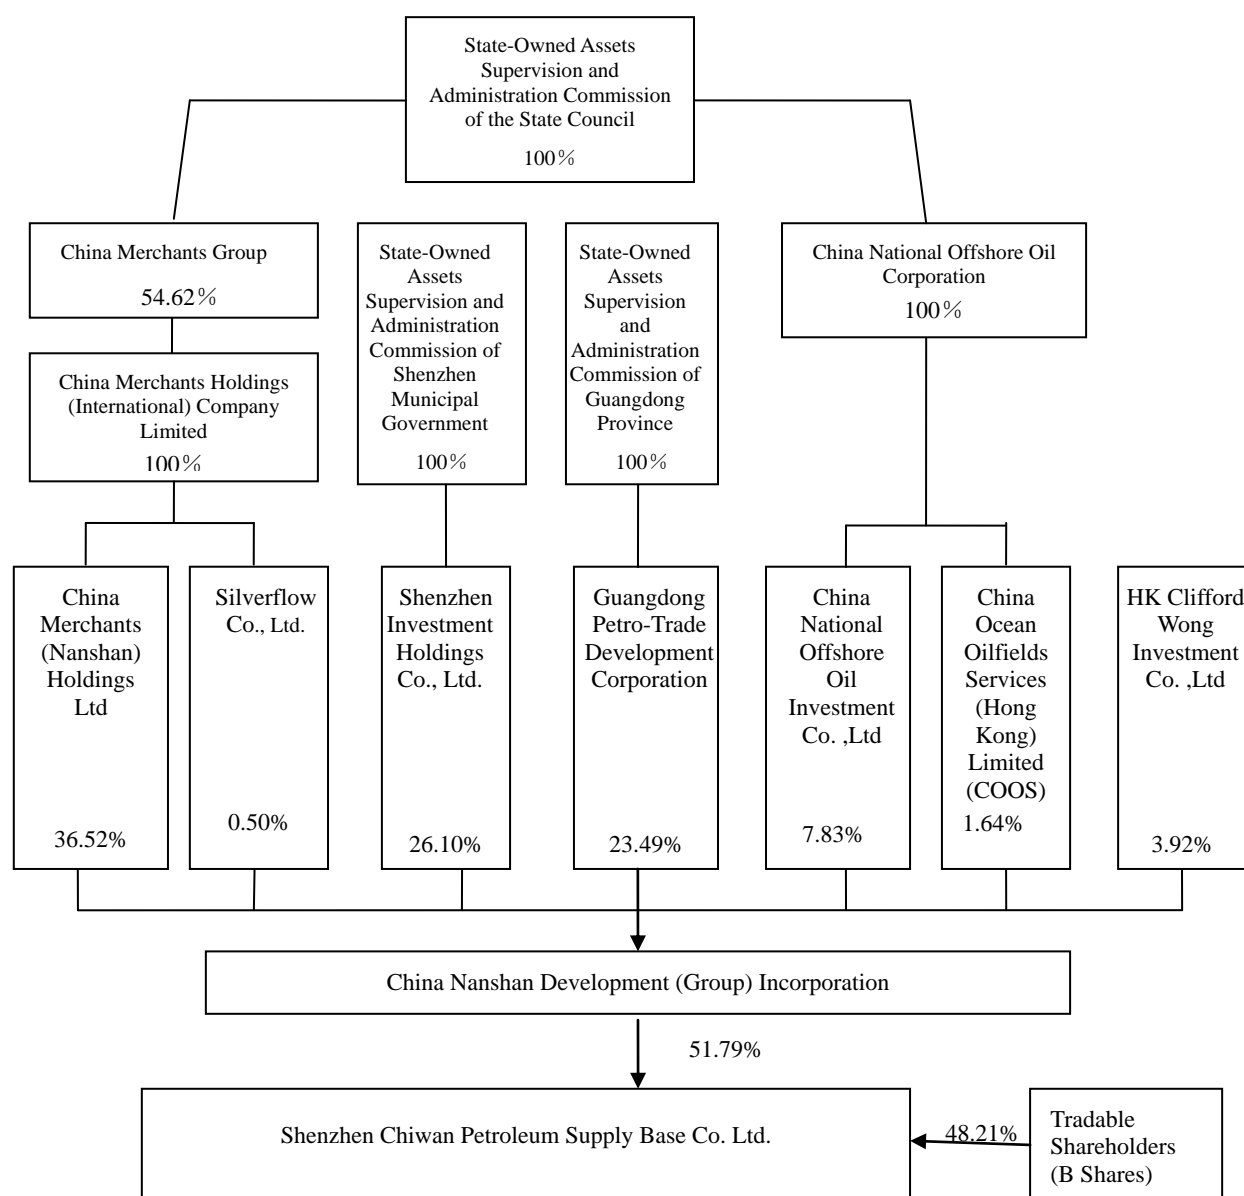 State-Owned Assets
Supervision and
Administration Commission
of the State Council
100%
China Merchants Group
54.62%
State-Owned
Assets
Supervision and
Administration
Commission of
Shenzhen
Municipal
Government
100%
State-Owned
Assets
Supervision
and
Administration
Commission of
Guangdong
Province
100%
China National Offshore Oil
Corporation
100%
China Merchants Holdings
(International) Company
Limited
100%
China
Merchants
(Nanshan)
Holdings
Ltd
36.52%
Silverflow
Co., Ltd.
0.50%
Shenzhen
Investment
Holdings
Co., Ltd.
26.10%
Guangdong
Petro-Trade
Development
Corporation
23.49%
China
National
Offshore
Oil
Investment
Co. ,Ltd
7.83%
China
Ocean
Oilfields
Services
(Hong
Kong)
Limited
(COOS)
1.64%
HK Clifford
Wong
Investment
Co. ,Ltd
3.92%
China Nanshan Development (Group) Incorporation
51.79%
Shenzhen Chiwan Petroleum Supply Base Co. Ltd.
48.21%
Tradable
Shareholders
(B Shares)